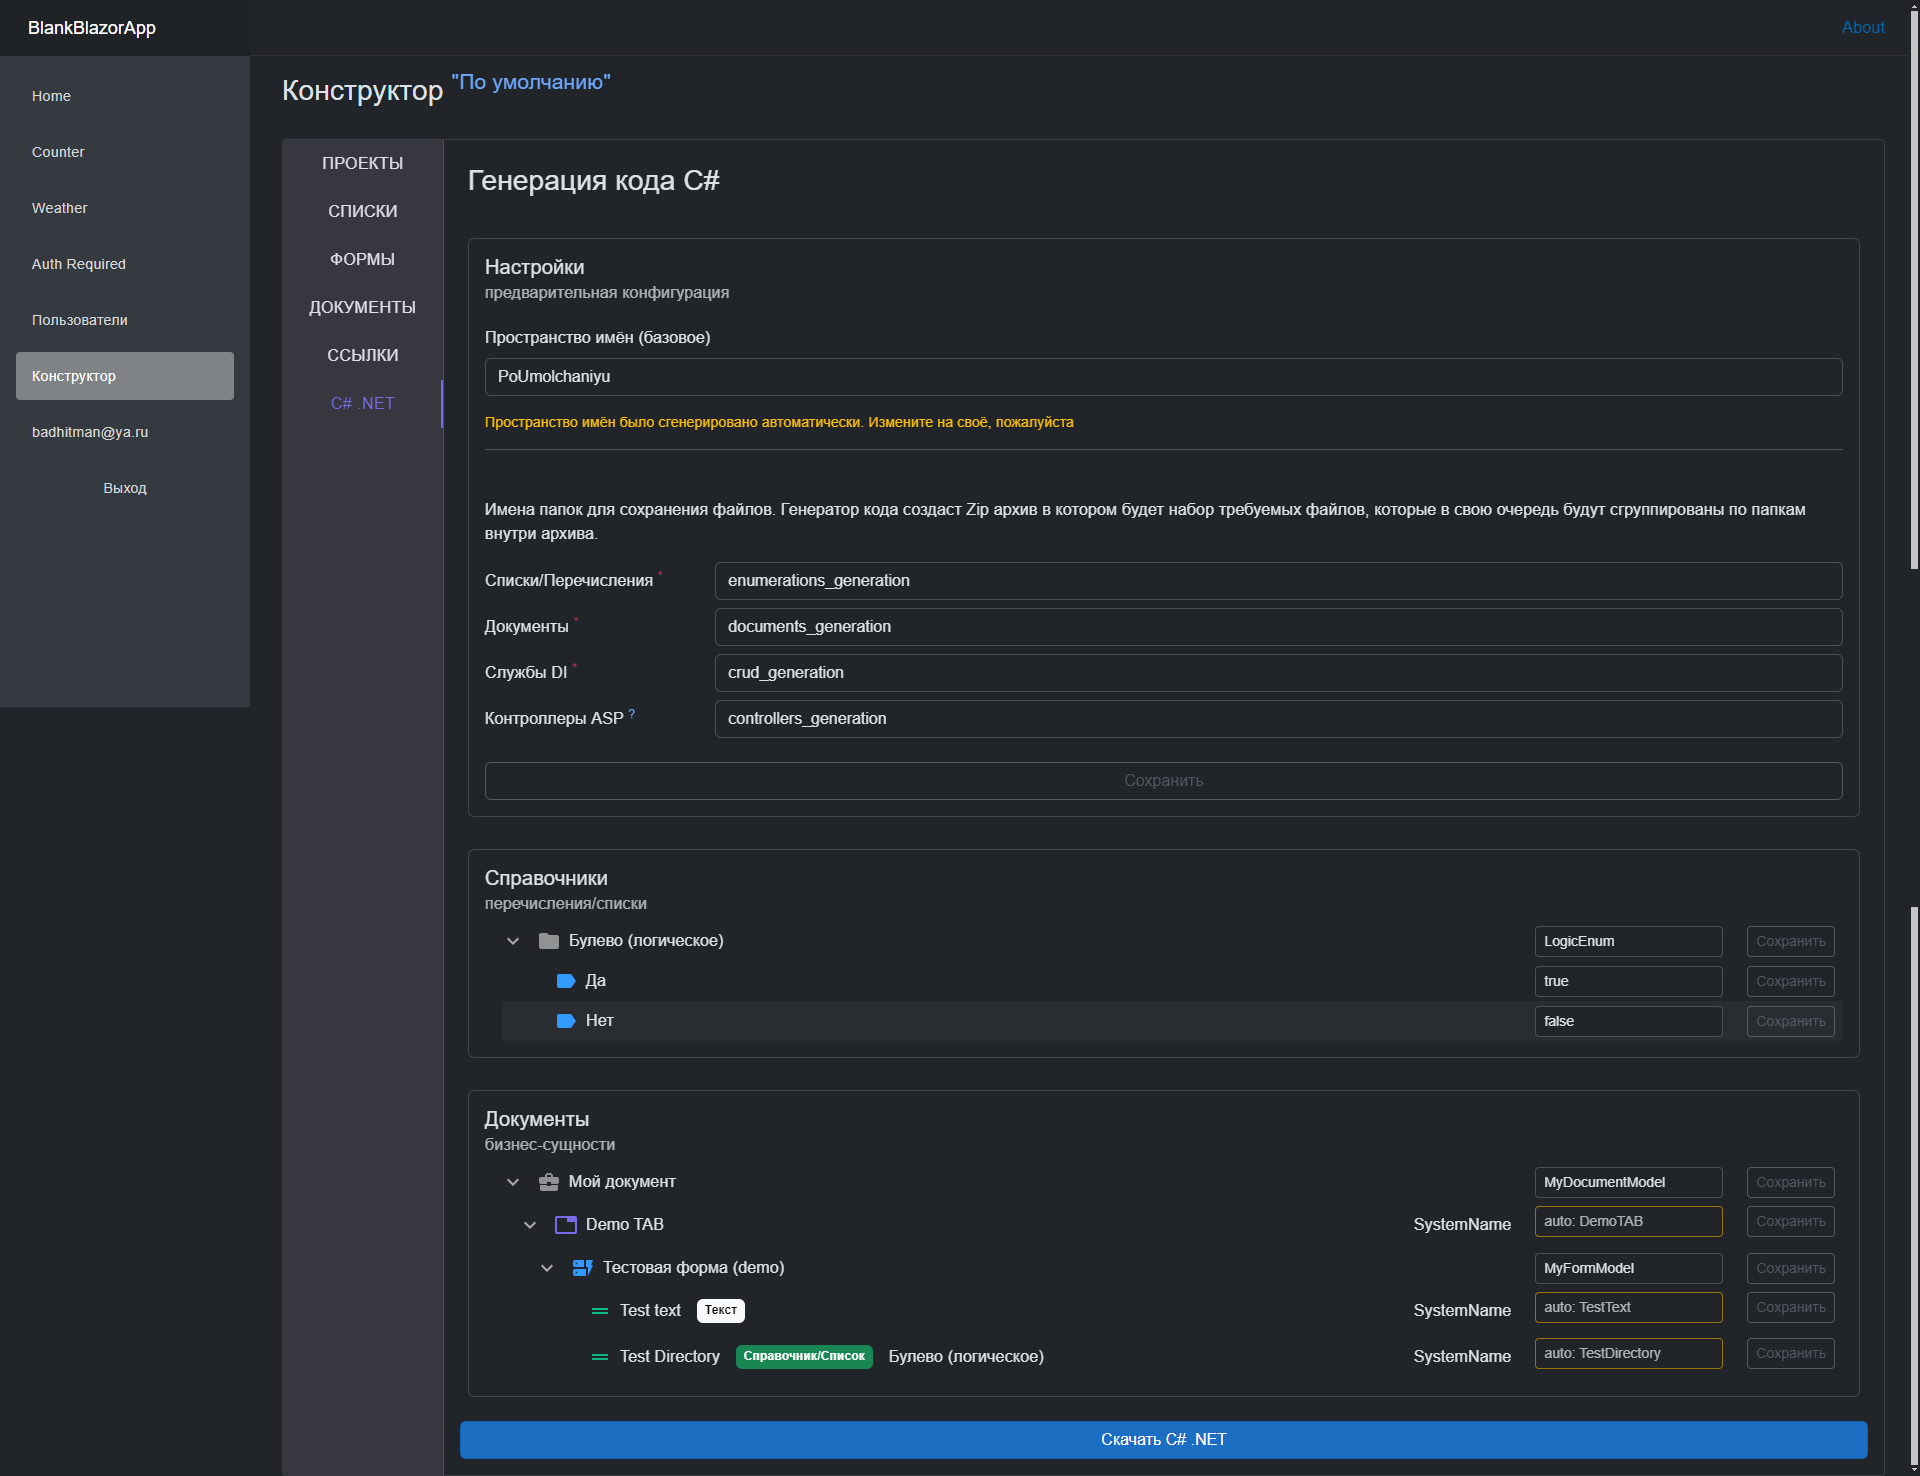 BlankBlazorApp
About
Home
Counter
Weather
Auth Required
Пользователи
Конструктор
badhitman@ya.ru
Выход
Конструктор "По умолчанию"
ПРОЕКТЫ
СПИСКИ
ФОРМЫ
ДОКУМЕНТЫ
ССЫЛКИ
C# .NET
Генерация кода C#
Настройки
предварительная конфигурация
Пространство имён (базовое)
PoUmolchaniyu
Пространство имён было сгенерировано автоматически. Измените на своё, пожалуйста
Имена папок для сохранения файлов. Генератор кода создаст Zip архив в котором будет набор требуемых файлов, которые в свою очередь будут сгруппированы по папкам
внутри архива.
Списки/Перечисления * enumerations_generation
Документы * documents_generation
Службы DI * crud_generation
Контроллеры ASP ? controllers_generation
Сохранить
Справочники
перечисления/списки
Булево (логическое) LogicEnum Сохранить
Да true Сохранить
Нет false Сохранить
Документы
бизнес-сущности
Мой документ MyDocumentModel Сохранить
Demo TAB SystemName auto: DemoTAB Сохранить
Тестовая форма (demo) MyFormModel Сохранить
Test text Текст SystemName auto: TestText Сохранить
Test Directory Справочник/Список Булево (логическое) SystemName auto: TestDirectory Сохранить
Скачать C# .NET